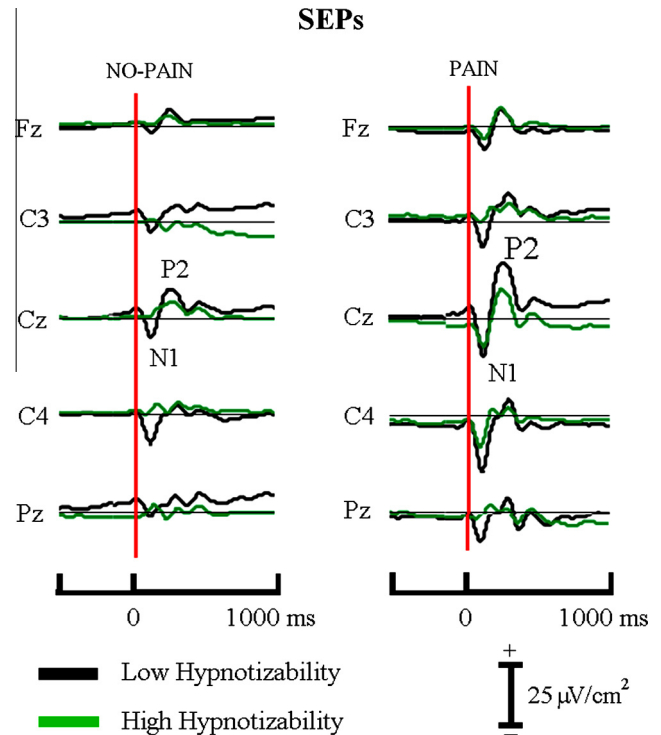 SEPs
NO-PAIN PAIN
Fz Fz
C3 C3
P2 P2
Cz Cz
N1 N1
C4 C4
Pz Pz
0 1000 ms 0 1000 ms
+
Low Hypnotizability
25 µV/cm²
High Hypnotizability
−